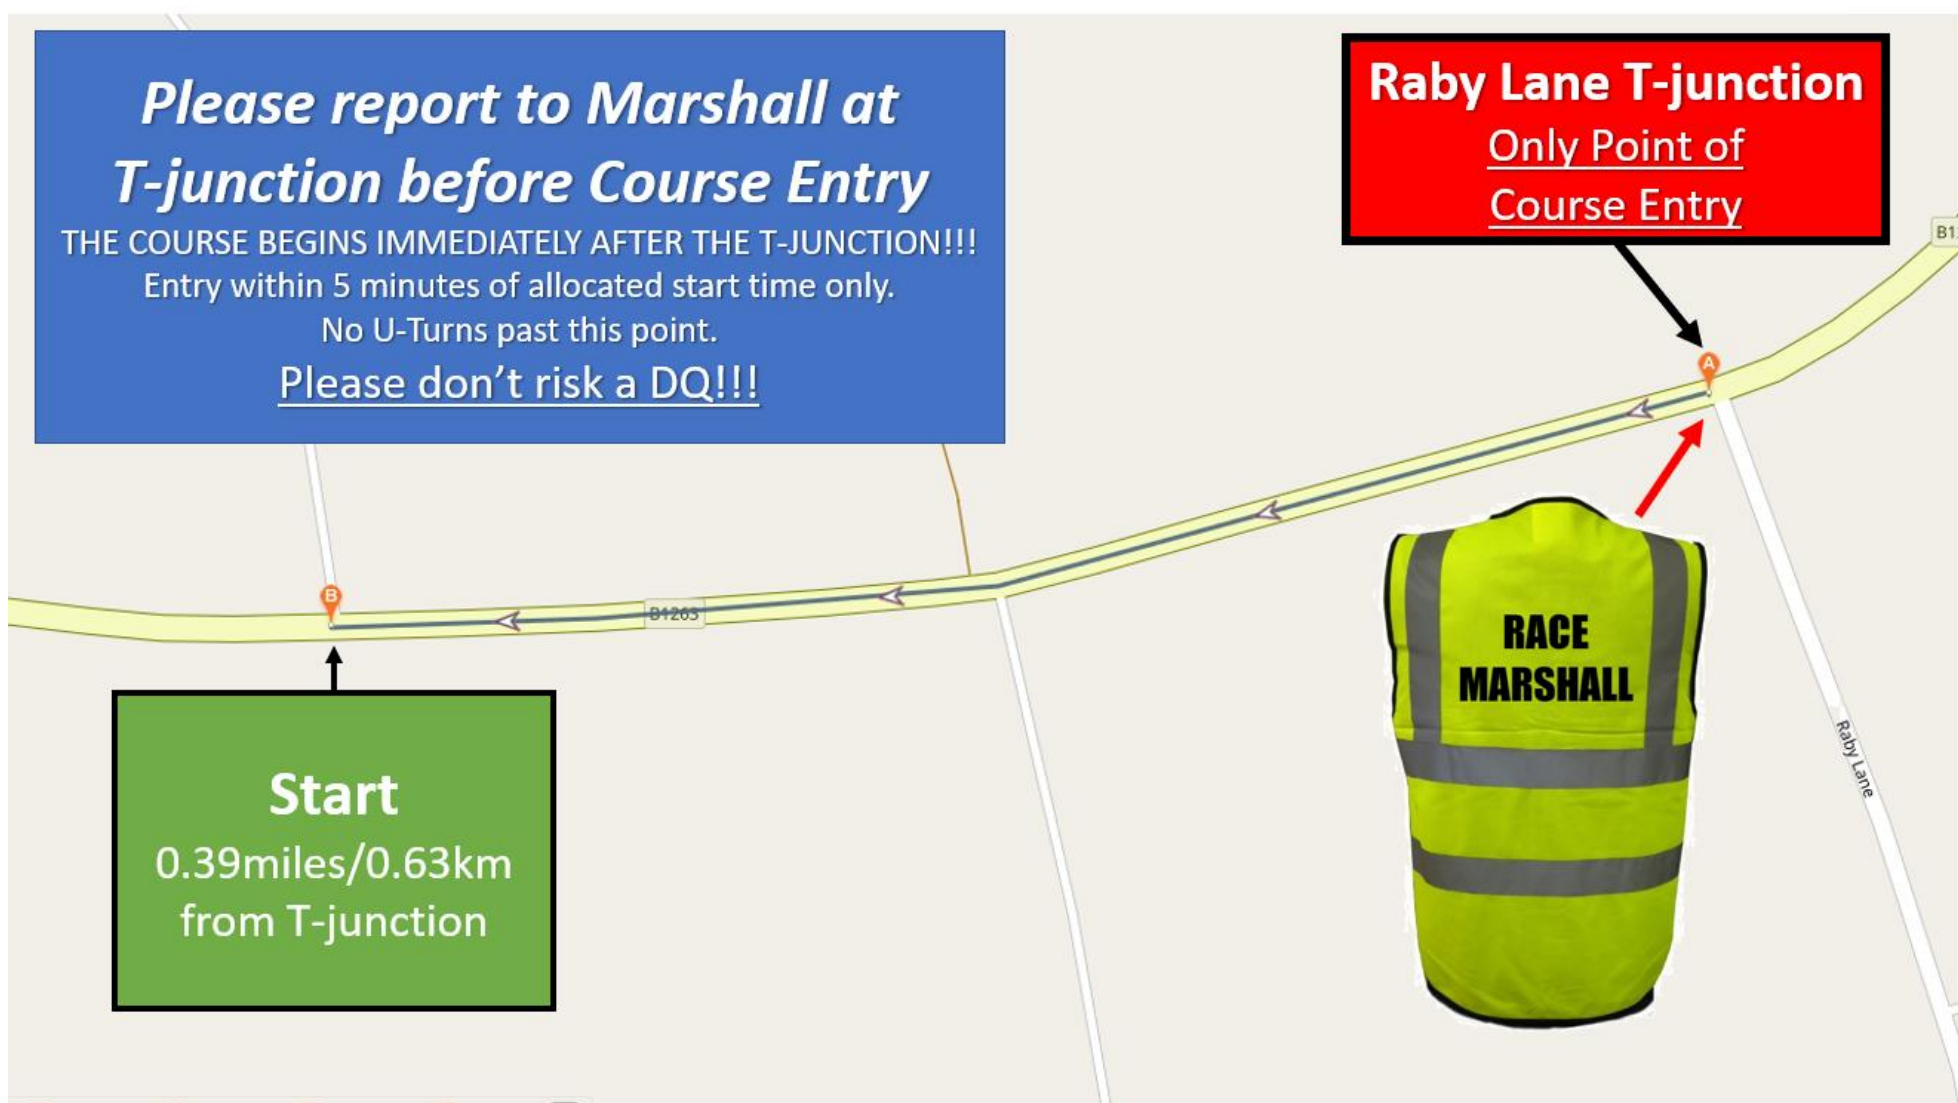 Please report to Marshall at
T-junction before Course Entry
THE COURSE BEGINS IMMEDIATELY AFTER THE T-JUNCTION!!!
Entry within 5 minutes of allocated start time only.
No U-Turns past this point.
Please don’t risk a DQ!!!
Raby Lane T-junction
Only Point of
Course Entry
B1
A
B
B1263
RACE
MARSHALL
Raby Lane
Start
0.39miles/0.63km
from T-junction